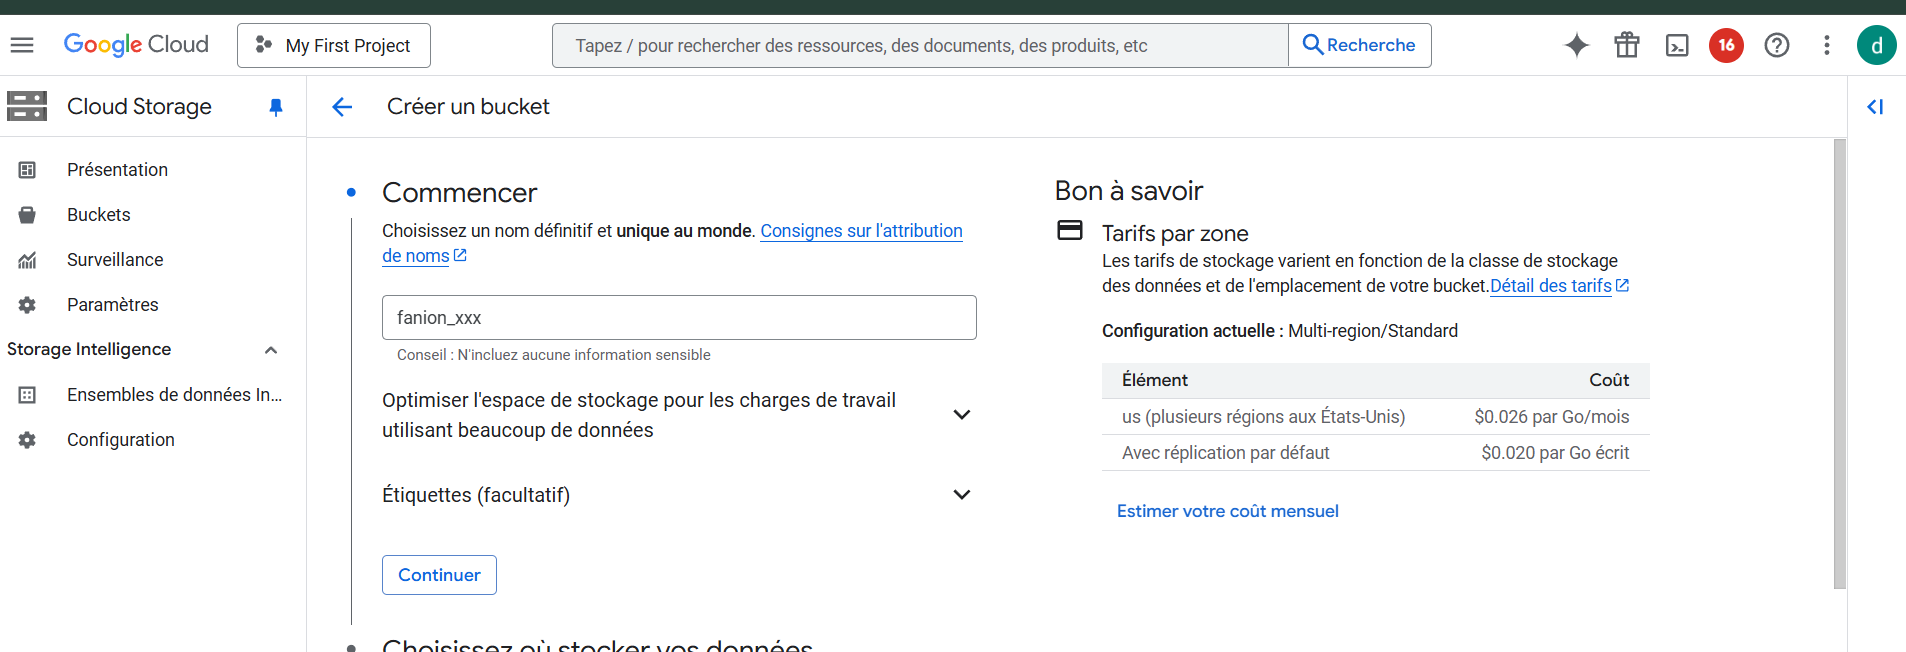 Google Cloud
My First Project
Tapez / pour rechercher des ressources, des documents, des produits, etc
Recherche
16
d
Cloud Storage
Créer un bucket
Présentation
Buckets
Surveillance
Paramètres
Storage Intelligence
Ensembles de données In...
Configuration
Commencer
Choisissez un nom définitif et unique au monde. Consignes sur l'attribution
de noms
fanion_xxx
Conseil : N'incluez aucune information sensible
Optimiser l'espace de stockage pour les charges de travail
utilisant beaucoup de données
Étiquettes (facultatif)
Continuer
Choisissez où stocker vos données
Bon à savoir
Tarifs par zone
Les tarifs de stockage varient en fonction de la classe de stockage
des données et de l'emplacement de votre bucket.Détail des tarifs
Configuration actuelle : Multi-region/Standard
Élément Coût
us (plusieurs régions aux États-Unis) $0.026 par Go/mois
Avec réplication par défaut $0.020 par Go écrit
Estimer votre coût mensuel